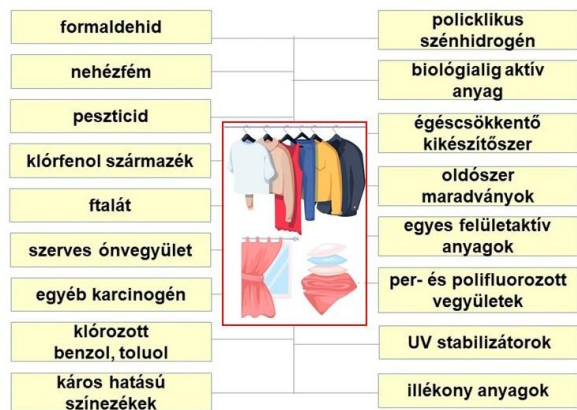 formaldehid
nehézfém
peszticid
klórfenol származék
ftalát
szerves ónvegyület
egyéb karcinogén
klórozott
benzol, toluol
káros hatású
színezékek
policklikus
szénhidrogén
biológialig aktív
anyag
égéscsökkentő
kikészítőszer
oldószer
maradványok
egyes felületaktív
anyagok
per- és polifluorozott
vegyületek
UV stabilizátorok
illékony anyagok